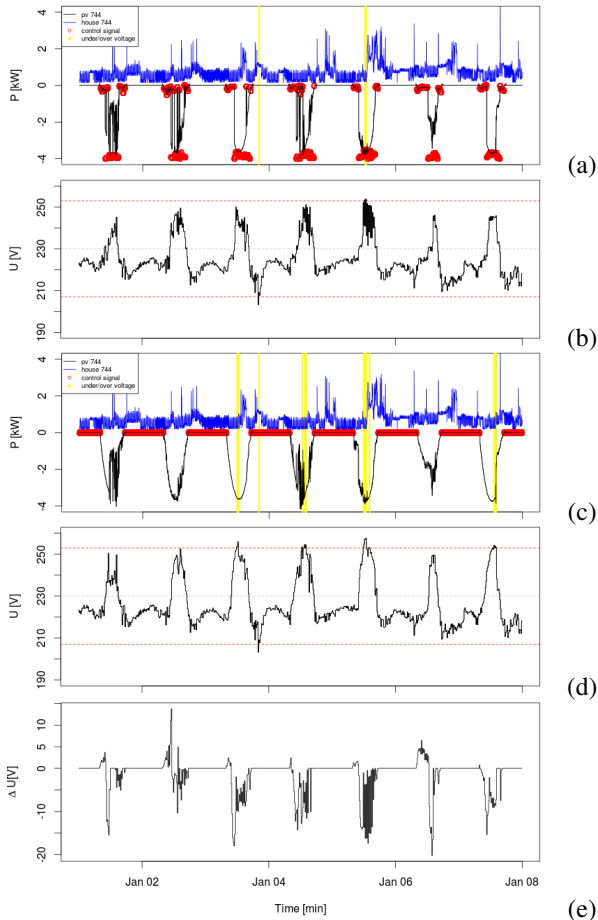 pv 744
house 744
control signal
under/over voltage
P [kW]
4
2
0
-2
-4
(a)
U [V]
250
230
210
190
(b)
pv 744
house 744
control signal
under/over voltage
P [kW]
4
2
0
-2
-4
(c)
U [V]
250
230
210
190
(d)
Δ U[V]
10
5
0
-10
-20
Jan 02
Jan 04
Jan 06
Jan 08
Time [min]
(e)